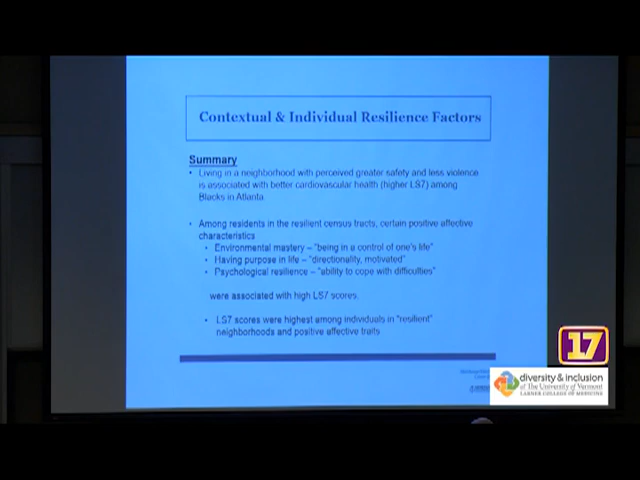 Contextual & Individual Resilience Factors
Summary
• Living in a neighborhood with perceived greater safety and less violence
is associated with better cardiovascular health (higher LS7) among
Blacks in Atlanta
• Among residents in the resilient census tracts, certain positive affective
characteristics
• Environmental mastery – "being in a control of one's life"
• Having purpose in life – "directionality, motivated"
• Psychological resilience – "ability to cope with difficulties"
were associated with high LS7 scores.
• LS7 scores were highest among individuals in "resilient"
neighborhoods and positive affective traits
17
diversity & inclusion
at The University of Vermont
LARNER COLLEGE OF MEDICINE